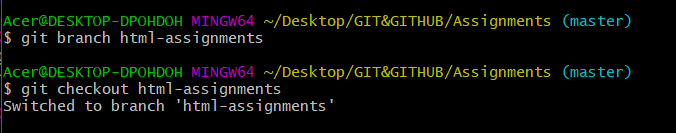 Acer@DESKTOP-DPOHDOH MINGW64 ~/Desktop/GIT&GITHUB/Assignments (master)
$ git branch html-assignments
Acer@DESKTOP-DPOHDOH MINGW64 ~/Desktop/GIT&GITHUB/Assignments (master)
$ git checkout html-assignments
Switched to branch 'html-assignments'